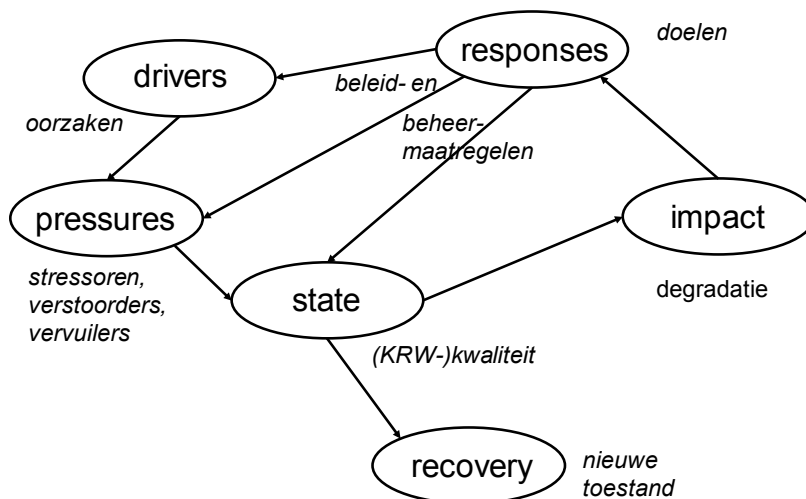 responses
doelen
drivers
beleid- en
oorzaken
beheer-
maatregelen
pressures
impact
stressoren,
verstoorders,
vervuilers
state
degradatie
(KRW-)kwaliteit
recovery
nieuwe
toestand